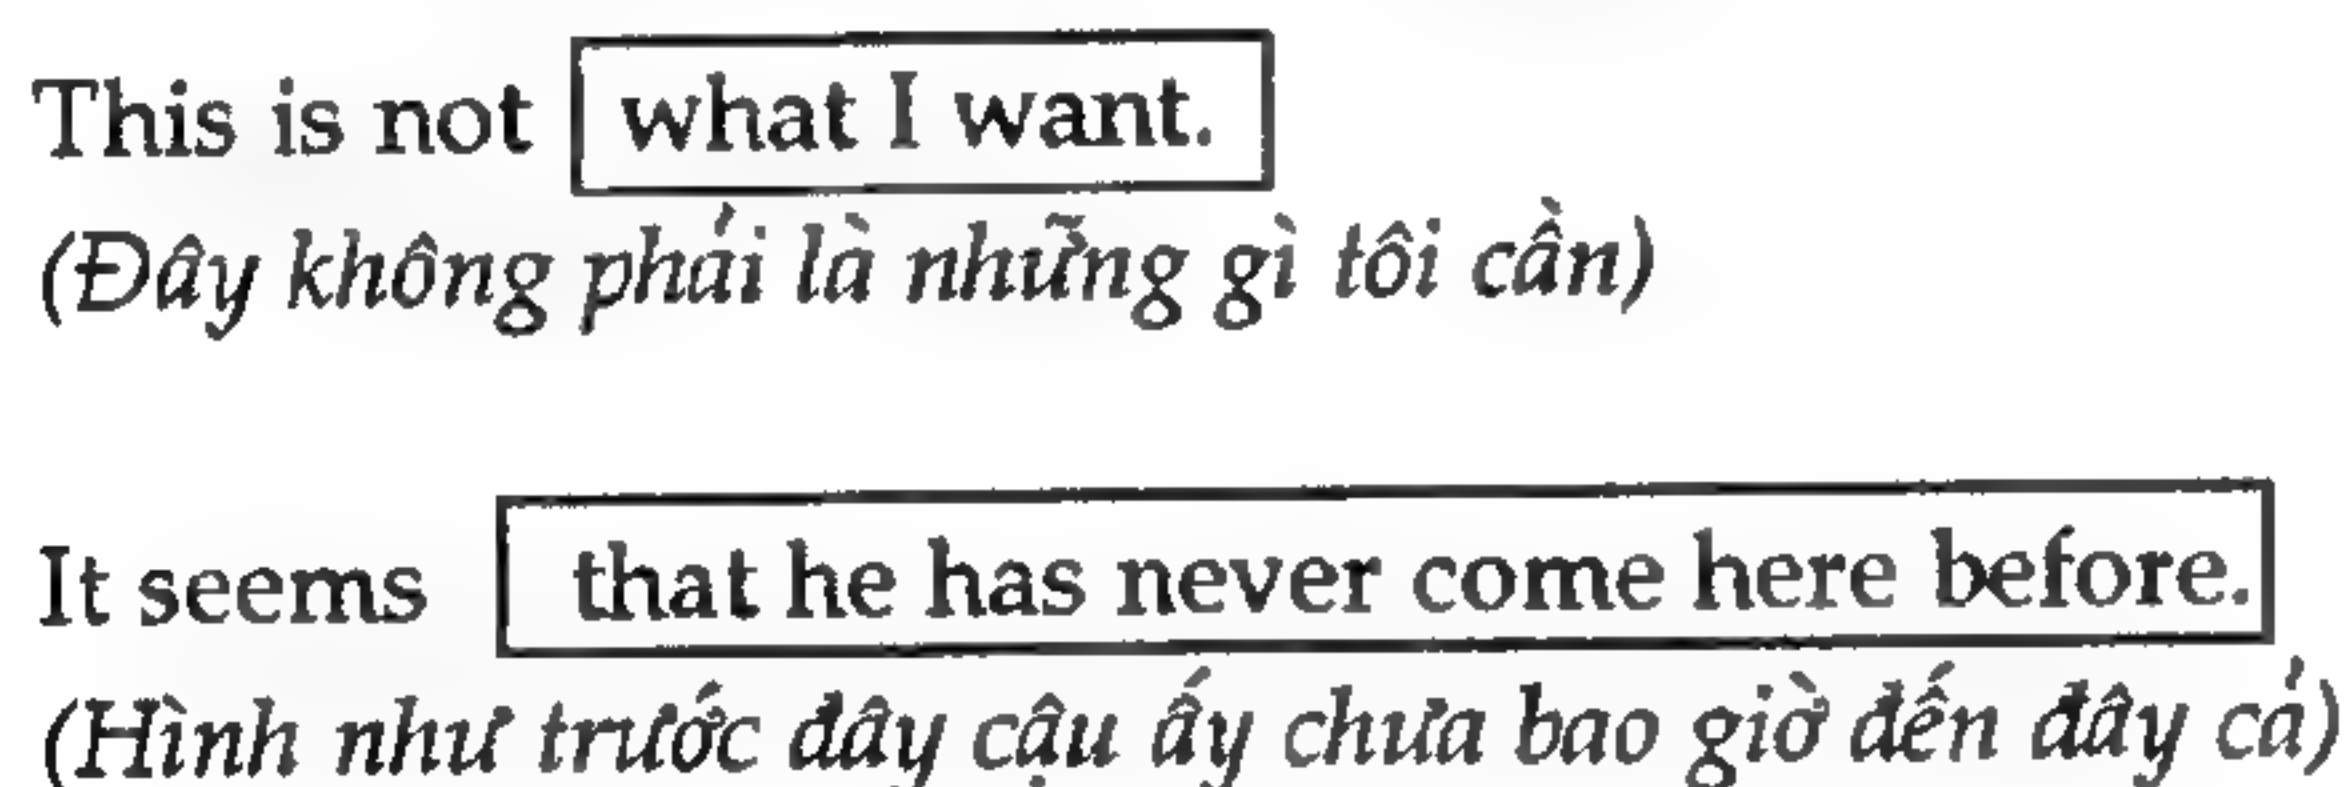 This is not what I want.
(Đây không phải là những gì tôi cần)
It seems that he has never come here before.
(Hình như trước đây cậu ấy chưa bao giờ đến đây cả)